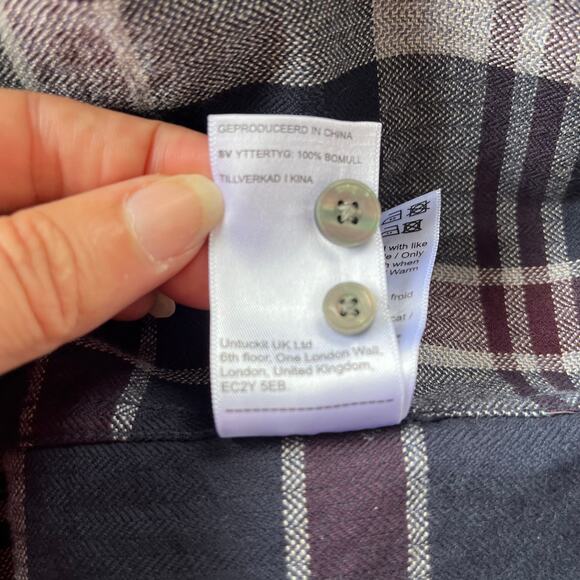 GEPRODUCEERD IN CHINA
SV YTTERTYG: 100% BOMULL
TILLVERKAD I KINA
Untuckit UK Ltd
6th floor, One London Wall,
London, United Kingdom,
EC2Y 5EB.
with like
/ Only
when
Warm
froid